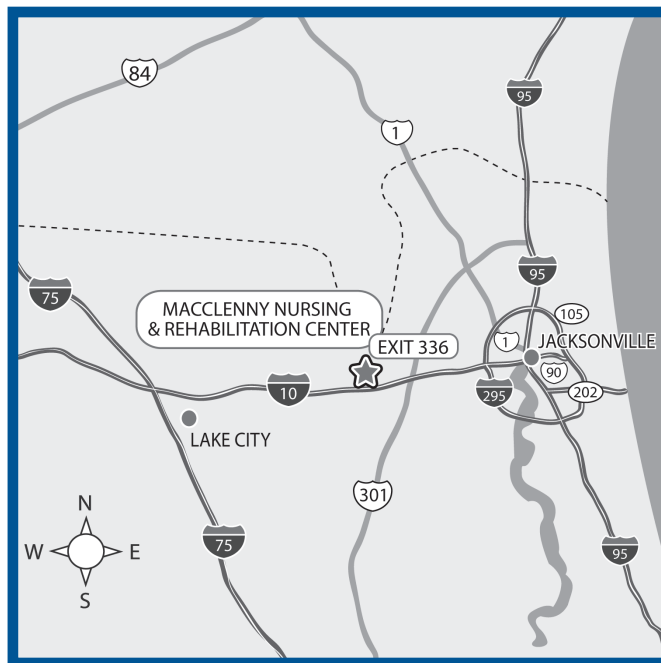 84
95
1
95
75
MACCLENNY NURSING
& REHABILITATION CENTER
105
EXIT 336
1
JACKSONVILLE
90
10
295
202
LAKE CITY
301
N
W
E
S
75
95